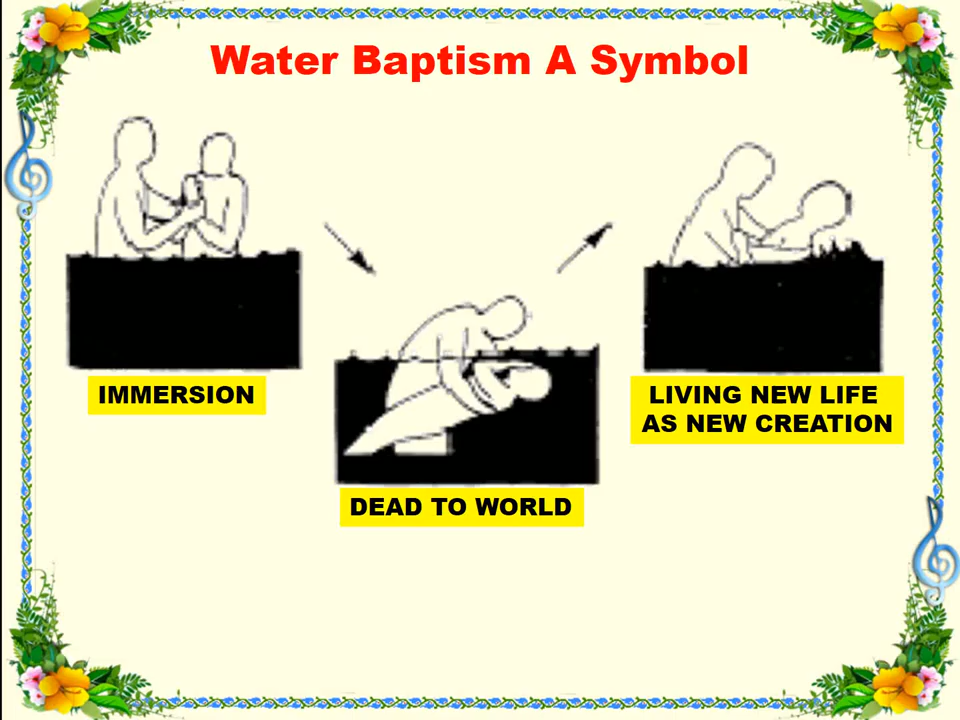 Water Baptism A Symbol
IMMERSION
DEAD TO WORLD
LIVING NEW LIFE
AS NEW CREATION